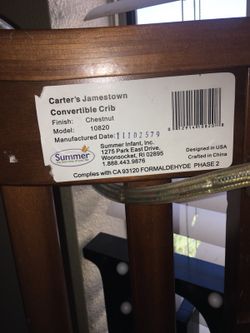 Carter's Jamestown
Convertible Crib
Finish: Chestnut
Model: 10820
Manufactured Date: 11102579
Summer
Summer Infant, Inc.
1275 Park East Drive,
Woonsocket, RI 02895
1.888.443.9876
Designed in USA
Crafted in China
Complies with CA 93120 FORMALDEHYDE PHASE 2